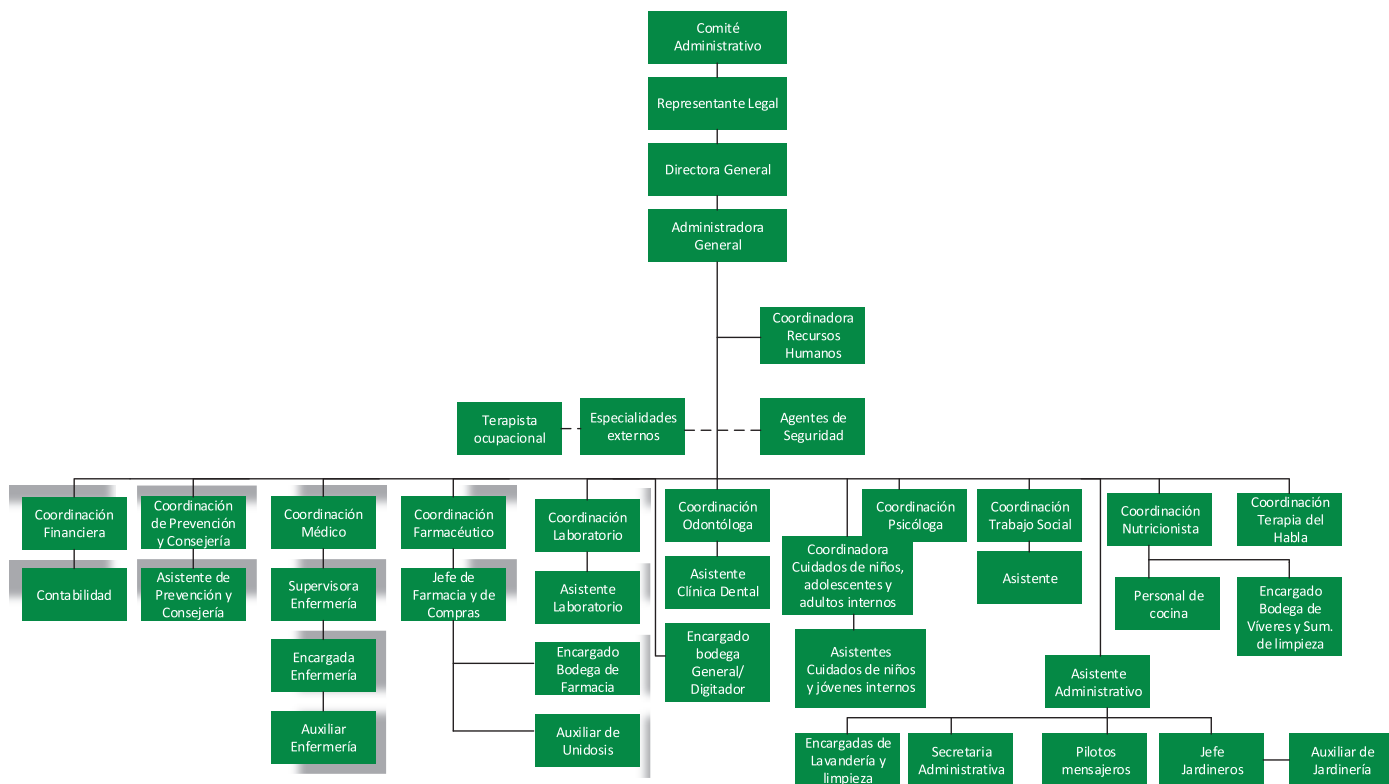 Comité
Administrativo
Representante Legal
Directora General
Administradora
General
Coordinadora
Recursos
Humanos
Terapista
ocupacional
Especialidades
externos
Agentes de
Seguridad
Coordinación
Financiera
Contabilidad
Coordinación
de Prevención
y Consejería
Asistente de
Prevención y
Consejería
Coordinación
Médico
Supervisora
Enfermería
Encargada
Enfermería
Auxiliar
Enfermería
Coordinación
Farmacéutico
Jefe de
Farmacia y de
Compras
Coordinación
Laboratorio
Asistente
Laboratorio
Encargado
Bodega de
Farmacia
Auxiliar de
Unidosis
Coordinación
Odontóloga
Asistente
Clínica Dental
Encargado
bodega
General/
Digitador
Coordinación
Psicóloga
Coordinadora
Cuidados de niños,
adolescentes y
adultos internos
Asistentes
Cuidados de niños
y jóvenes internos
Coordinación
Trabajo Social
Asistente
Coordinación
Nutricionista
Personal de
cocina
Encargado
Bodega de
Víveres y Sum.
de limpieza
Coordinación
Terapia del
Habla
Asistente
Administrativo
Encargadas de
Lavandería y
limpieza
Secretaria
Administrativa
Pilotos
mensajeros
Jefe
Jardineros
Auxiliar de
Jardinería